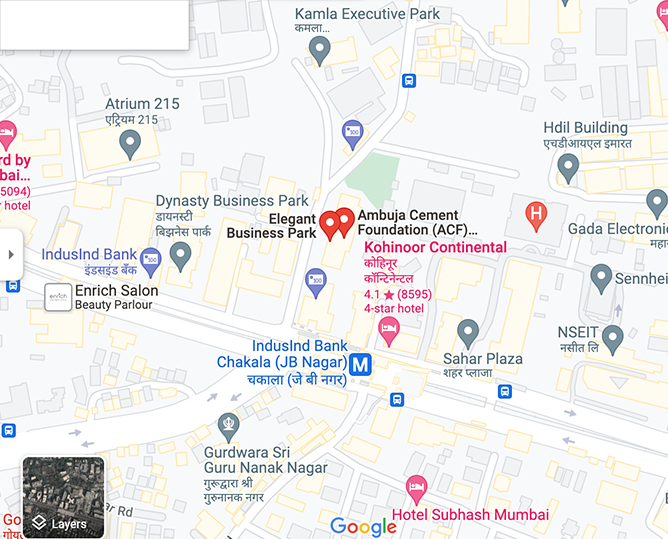 Kamla Executive Park
कमला...
Atrium 215
एट्रियम 215
Hdil Building
एचडीआयएल इमारत
rd by
bai...
5094)
r hotel
Dynasty Business Park
डायनस्टी
बिझनेस पार्क
Elegant
Business Park
Ambuja Cement
Foundation (ACF)...
H
Gada Electronic
महा
Kohinoor Continental
कोहिनूर
कॉन्टिनेन्टल
4.1 ★ (8595)
4-star hotel
IndusInd Bank
इंडसइंड बँक
Sennhei
enrich
Enrich Salon
Beauty Parlour
NSEIT
नसीत लि
IndusInd Bank
Chakala (JB Nagar)
चकाला (जे बी नगर)
M
Sahar Plaza
शहर प्लाजा
Gurdwara Sri
Guru Nanak Nagar
गुरूद्वारा श्री
गुरुनानक नगर
Go
गोय
Layers
ar Rd
Google
Hotel Subhash Mumbai